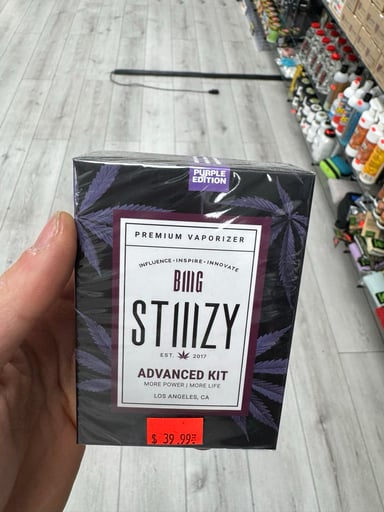 PURPLE
EDITION
PREMIUM VAPORIZER
INFLUENCE · INSPIRE · INNOVATE
BIIIG
STIIIZY
EST. 2017
ADVANCED KIT
MORE POWER | MORE LIFE
LOS ANGELES, CA
$ 39.99